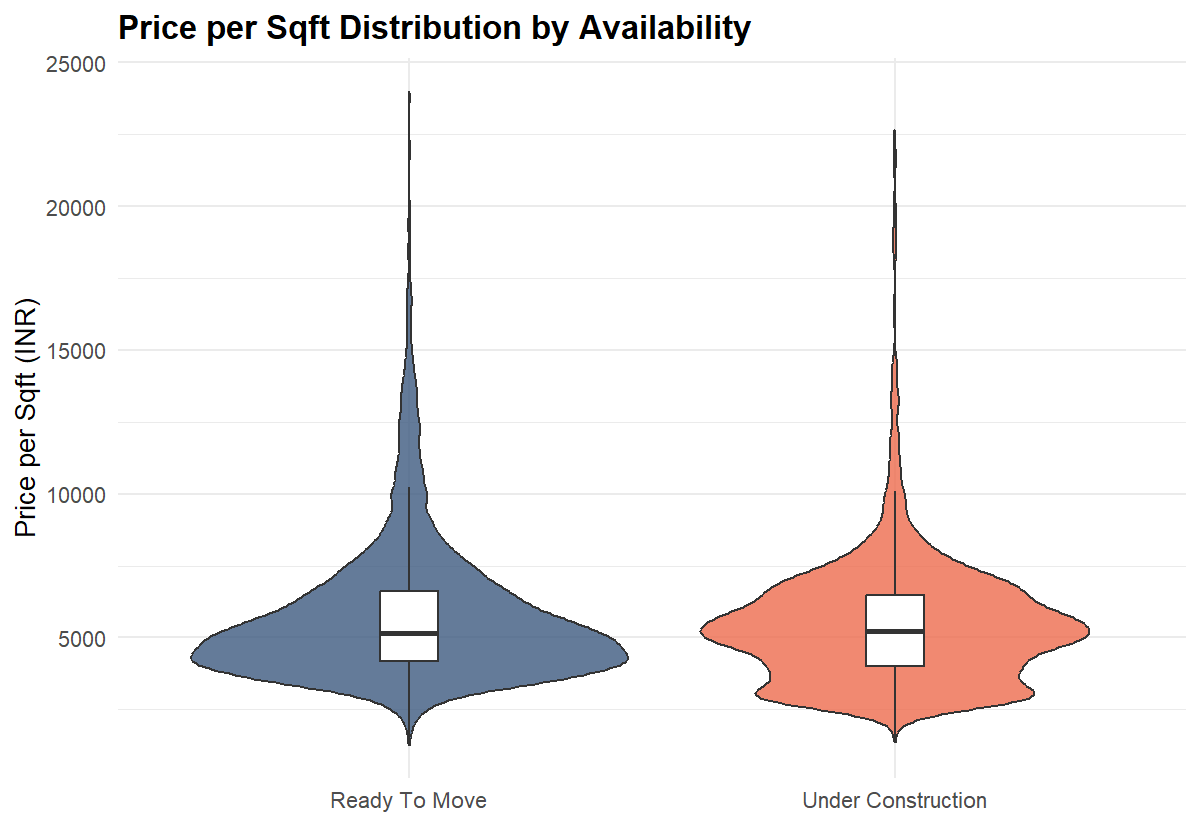 Price per Sqft Distribution by Availability
Price per Sqft (INR)
25000
20000
15000
10000
5000
Ready To Move
Under Construction